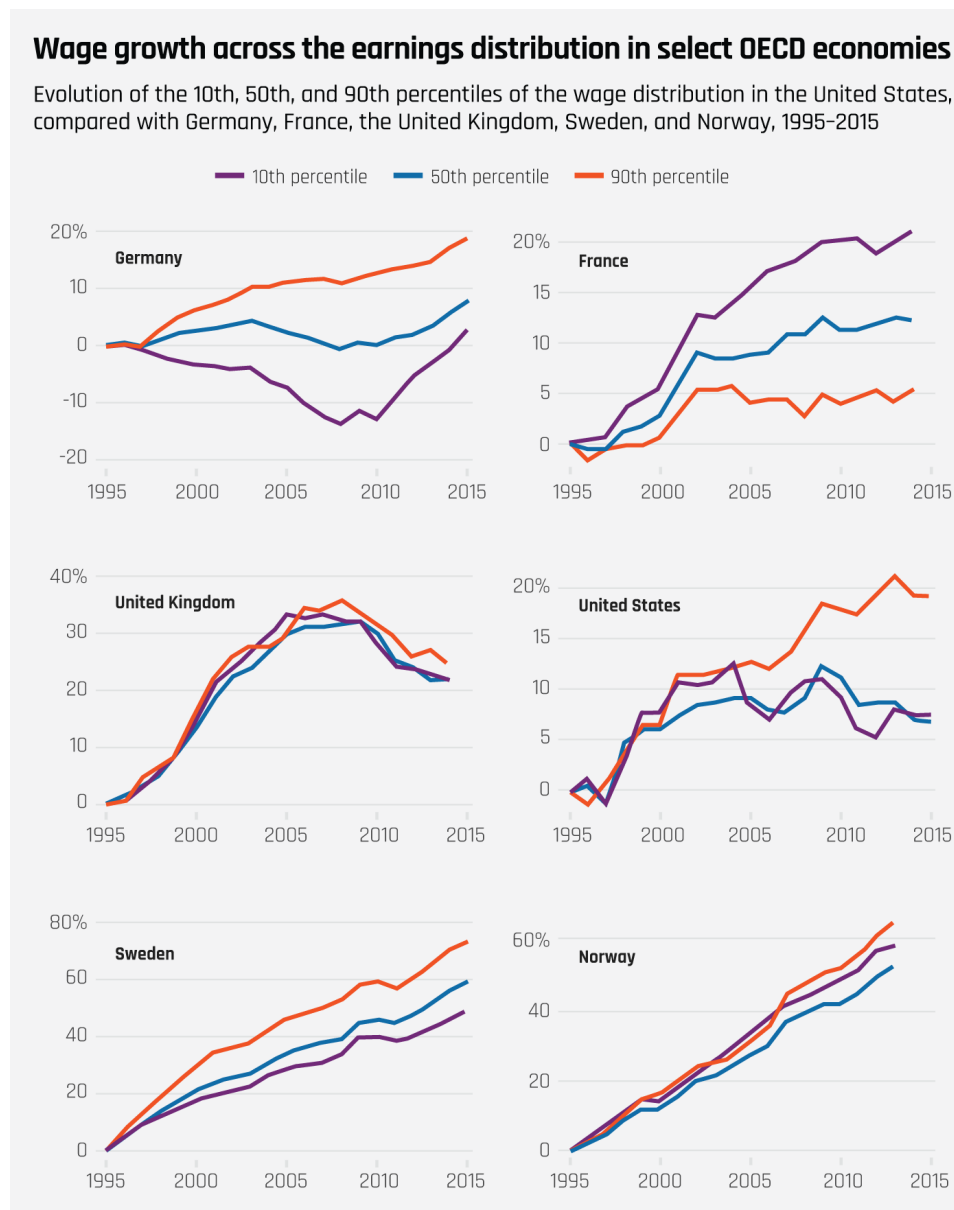 Wage growth across the earnings distribution in select OECD economies
Evolution of the 10th, 50th, and 90th percentiles of the wage distribution in the United States,
compared with Germany, France, the United Kingdom, Sweden, and Norway, 1995–2015
10th percentile 50th percentile 90th percentile
Germany
20%
10
0
-10
-20
1995 2000 2005 2010 2015
France
20%
15
10
5
0
1995 2000 2005 2010 2015
United Kingdom
40%
30
20
10
0
1995 2000 2005 2010 2015
United States
20%
15
10
5
0
1995 2000 2005 2010 2015
Sweden
80%
60
40
20
0
1995 2000 2005 2010 2015
Norway
60%
40
20
0
1995 2000 2005 2010 2015